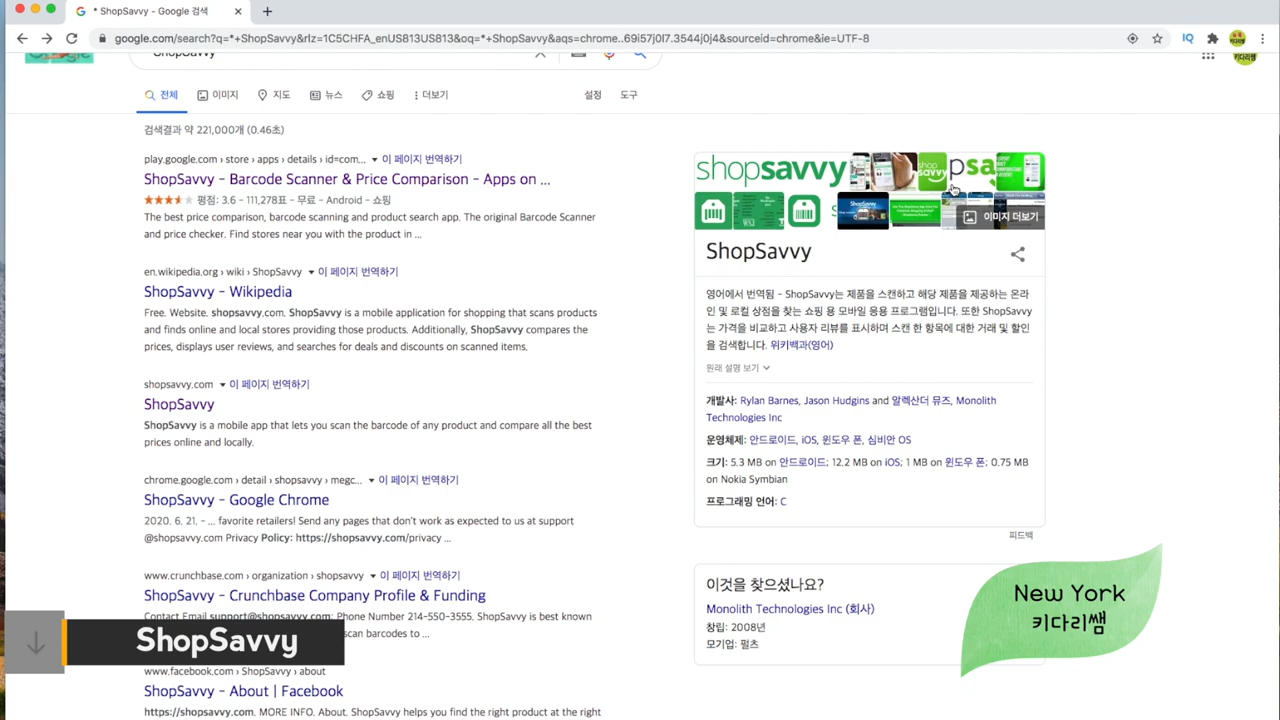 * ShopSavvy - Google 검색
google.com/search?q=*+ShopSavvy&rlz=1C5CHFA_enUS813US813&oq=*+ShopSavvy&aqs=chrome..69i57j0l7.3544j0j4&sourceid=chrome&ie=UTF-8
IQ
키다리쌤
ShopSavvy
키다리쌤
전체
이미지
지도
뉴스
쇼핑
더보기
설정
도구
검색결과 약 221,000개 (0.46초)
play.google.com › store › apps › details › id=com... 이 페이지 번역하기
ShopSavvy - Barcode Scanner & Price Comparison - Apps on ...
평점: 3.6 - 111,278표 - 무료 - Android - 쇼핑
The best price comparison, barcode scanning and product search app. The original Barcode Scanner
and price checker. Find stores near you with the product in ...
en.wikipedia.org › wiki › ShopSavvy 이 페이지 번역하기
ShopSavvy - Wikipedia
Free. Website. shopsavvy.com. ShopSavvy is a mobile application for shopping that scans products
and finds online and local stores providing those products. Additionally, ShopSavvy compares the
prices, displays user reviews, and searches for deals and discounts on scanned items.
shopsavvy.com 이 페이지 번역하기
ShopSavvy
ShopSavvy is a mobile app that lets you scan the barcode of any product and compare all the best
prices online and locally.
chrome.google.com › detail › shopsavvy › megc... 이 페이지 번역하기
ShopSavvy - Google Chrome
2020. 6. 21. - ... favorite retailers! Send any pages that don't work as expected to us at support
@shopsavvy.com Privacy Policy: https://shopsavvy.com/privacy ...
www.crunchbase.com › organization › shopsavvy 이 페이지 번역하기
ShopSavvy - Crunchbase Company Profile & Funding
Contact Email support@shopsavvy.com; Phone Number 214-550-3555. ShopSavvy is best known
scan barcodes to ...
ShopSavvy
www.facebook.com › ShopSavvy › about
ShopSavvy - About | Facebook
https://shopsavvy.com. MORE INFO. About. ShopSavvy helps you find the right product at the right
shopsavvy
shop
savvy
psa
ShopSavvy
이미지 더보기
ShopSavvy
영어에서 번역됨 - ShopSavvy는 제품을 스캔하고 해당 제품을 제공하는 온라
인 및 로컬 상점을 찾는 쇼핑 용 모바일 응용 프로그램입니다. 또한 ShopSavvy
는 가격을 비교하고 사용자 리뷰를 표시하며 스캔 한 항목에 대한 거래 및 할인
을 검색합니다. 위키백과(영어)
원래 설명 보기
개발사: Rylan Barnes, Jason Hudgins and 알렉산더 뮤즈, Monolith
Technologies Inc
운영체제: 안드로이드, iOS, 윈도우 폰, 심비안 OS
크기: 5.3 MB on 안드로이드; 12.2 MB on iOS; 1 MB on 윈도우 폰; 0.75 MB
on Nokia Symbian
프로그래밍 언어: C
피드백
이것을 찾으셨나요?
Monolith Technologies Inc (회사)
창립: 2008년
모기업: 펄츠
New York
키다리쌤